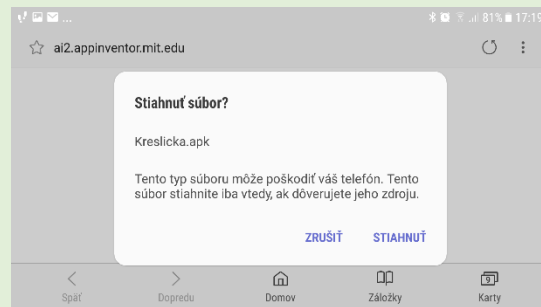 ... 81% 17:19
ai2.appinventor.mit.edu
Stiahnuť súbor?
Kreslicka.apk
Tento typ súboru môže poškodiť váš telefón. Tento
súbor stiahnite iba vtedy, ak dôverujete jeho zdroju.
ZRUŠIŤ STIAHNUŤ
9
Späť Dopredu Domov Záložky Karty